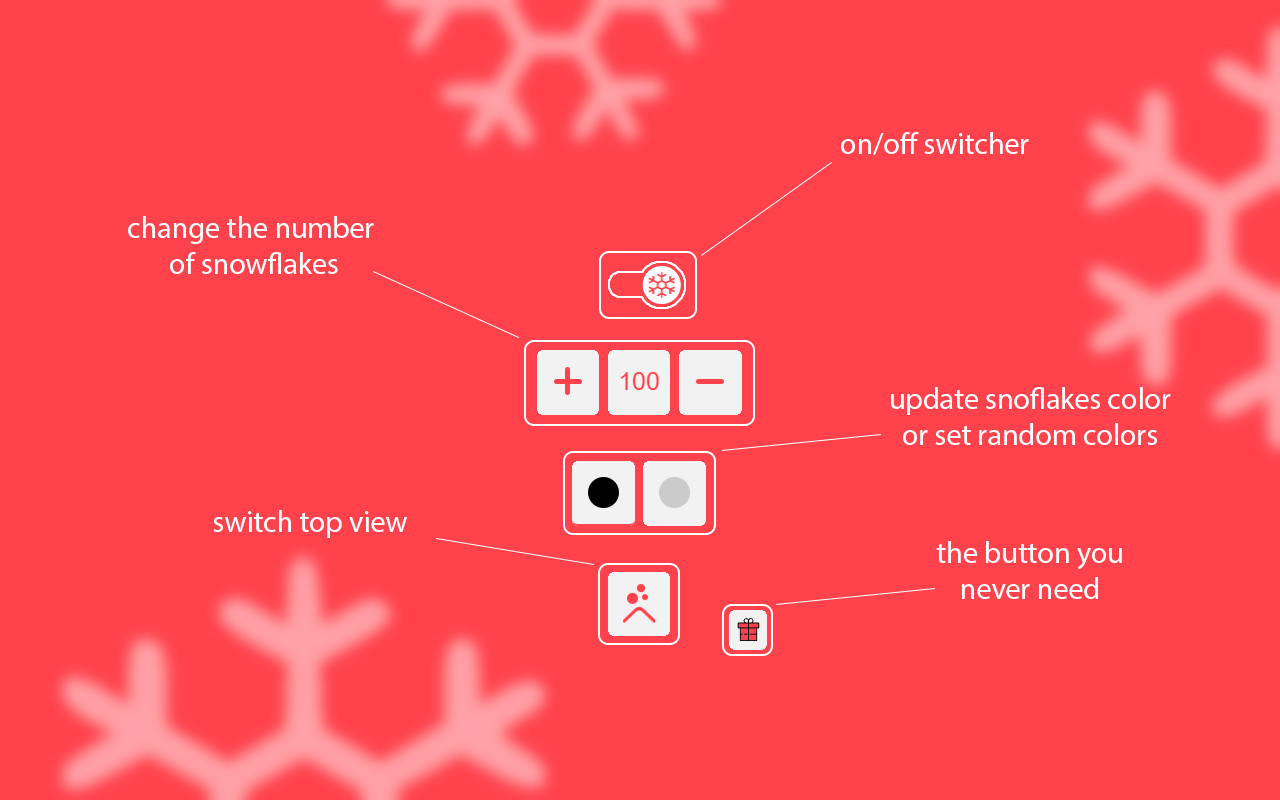 on/off switcher
change the number
of snowflakes
100
update snoflakes color
or set random colors
switch top view
the button you
never need